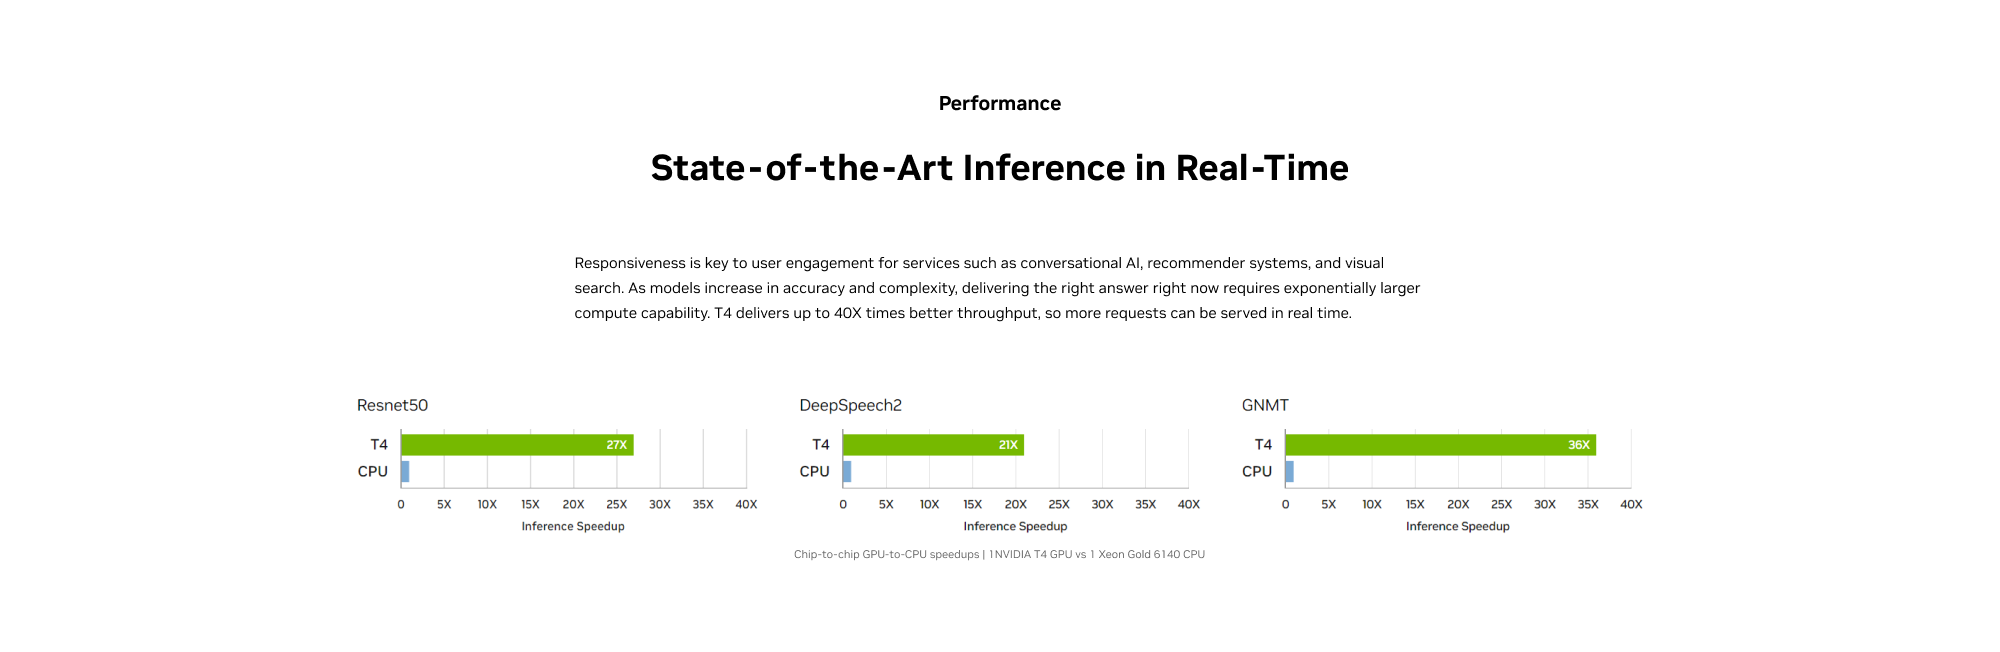 Performance
State-of-the-Art Inference in Real-Time
Responsiveness is key to user engagement for services such as conversational AI, recommender systems, and visual
search. As models increase in accuracy and complexity, delivering the right answer right now requires exponentially larger
compute capability. T4 delivers up to 40X times better throughput, so more requests can be served in real time.
Resnet50
T4
27X
CPU
0 5X 10X 15X 20X 25X 30X 35X 40X
Inference Speedup
DeepSpeech2
T4
21X
CPU
0 5X 10X 15X 20X 25X 30X 35X 40X
Inference Speedup
GNMT
T4
36X
CPU
0 5X 10X 15X 20X 25X 30X 35X 40X
Inference Speedup
Chip-to-chip GPU-to-CPU speedups | 1NVIDIA T4 GPU vs 1 Xeon Gold 6140 CPU